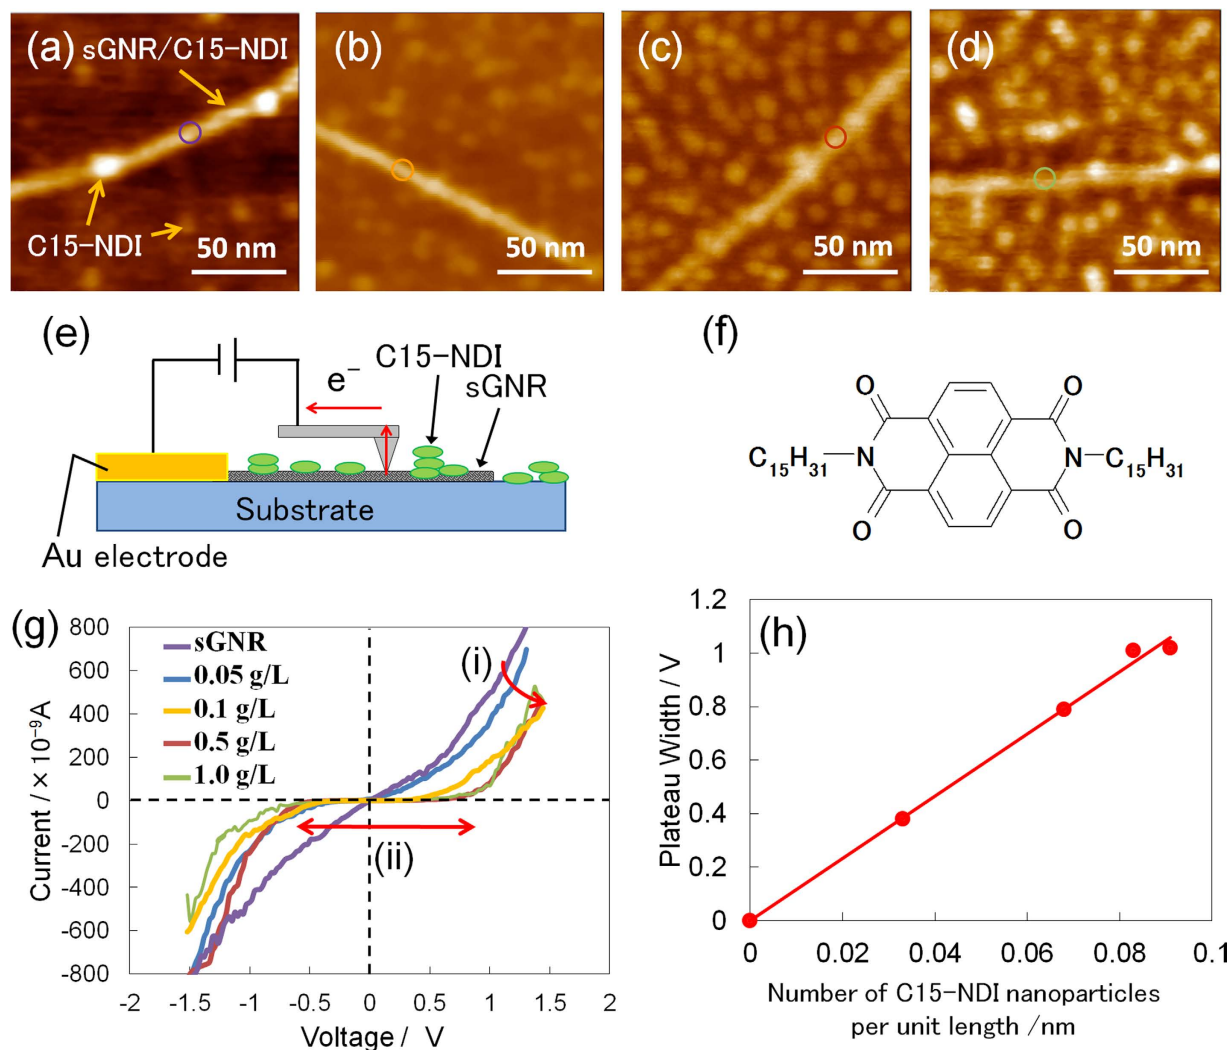 (a)
sGNR/C15-NDI
C15-NDI
50 nm
(b)
50 nm
(c)
50 nm
(d)
50 nm
(e)
C15-NDI
sGNR
e⁻
Substrate
Au electrode
(f)
O
O
C₁₅H₃₁
N
N
C₁₅H₃₁
O
O
(g)
800
600
400
200
0
-200
-400
-600
-800
Current / × 10⁻⁹A
sGNR
0.05 g/L
0.1 g/L
0.5 g/L
1.0 g/L
(i)
(ii)
-2
-1.5
-1
-0.5
0
0.5
1
1.5
2
Voltage / V
(h)
1.2
1
0.8
0.6
0.4
0.2
0
Plateau Width / V
0
0.02
0.04
0.06
0.08
0.1
Number of C15-NDI nanoparticles
per unit length /nm